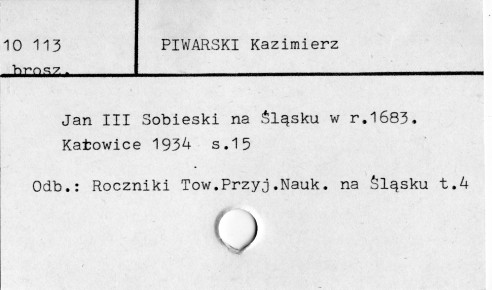 10 113 PIWARSKI Kazimierz
brosz.
Jan III Sobieski na Śląsku w r.1683.
Katowice 1934 s.15
Odb.: Roczniki Tow.Przyj.Nauk. na Śląsku t.4